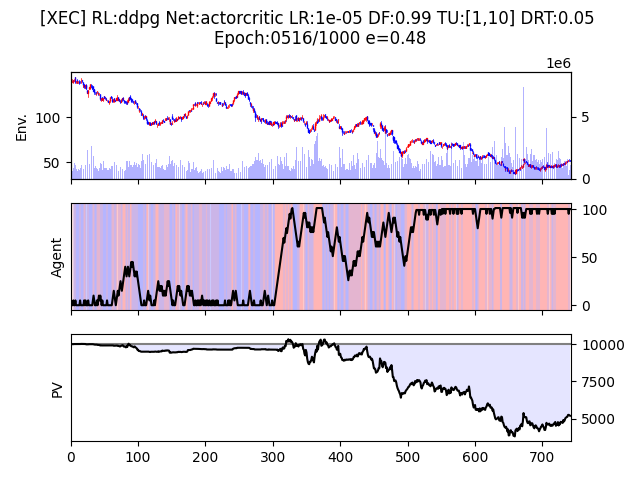 [XEC] RL:ddpg Net:actorcritic LR:1e-05 DF:0.99 TU:[1,10] DRT:0.05
Epoch:0516/1000 e=0.48
1e6
Env.
100
50
5
0
Agent
100
50
0
PV
10000
7500
5000
0 100 200 300 400 500 600 700